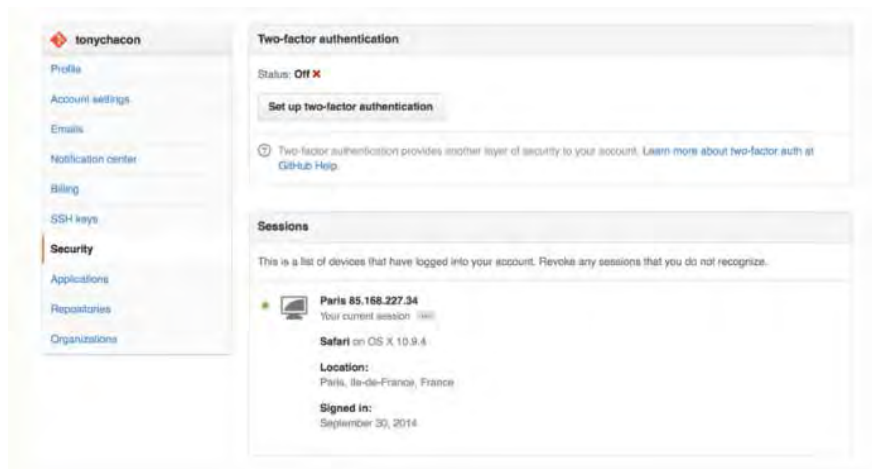 tonychacon
Profile
Account settings
Emails
Notification center
Billing
SSH keys
Security
Applications
Repositories
Organizations
Two-factor authentication
Status: Off ✖
Set up two-factor authentication
Two-factor authentication provides another layer of security to your account. Learn more about two-factor auth at
GitHub Help.
Sessions
This is a list of devices that have logged into your account. Revoke any sessions that you do not recognize.
Paris 85.168.227.34
Your current session
Safari on OS X 10.9.4
Location:
Paris, Ile-de-France, France
Signed in:
September 30, 2014